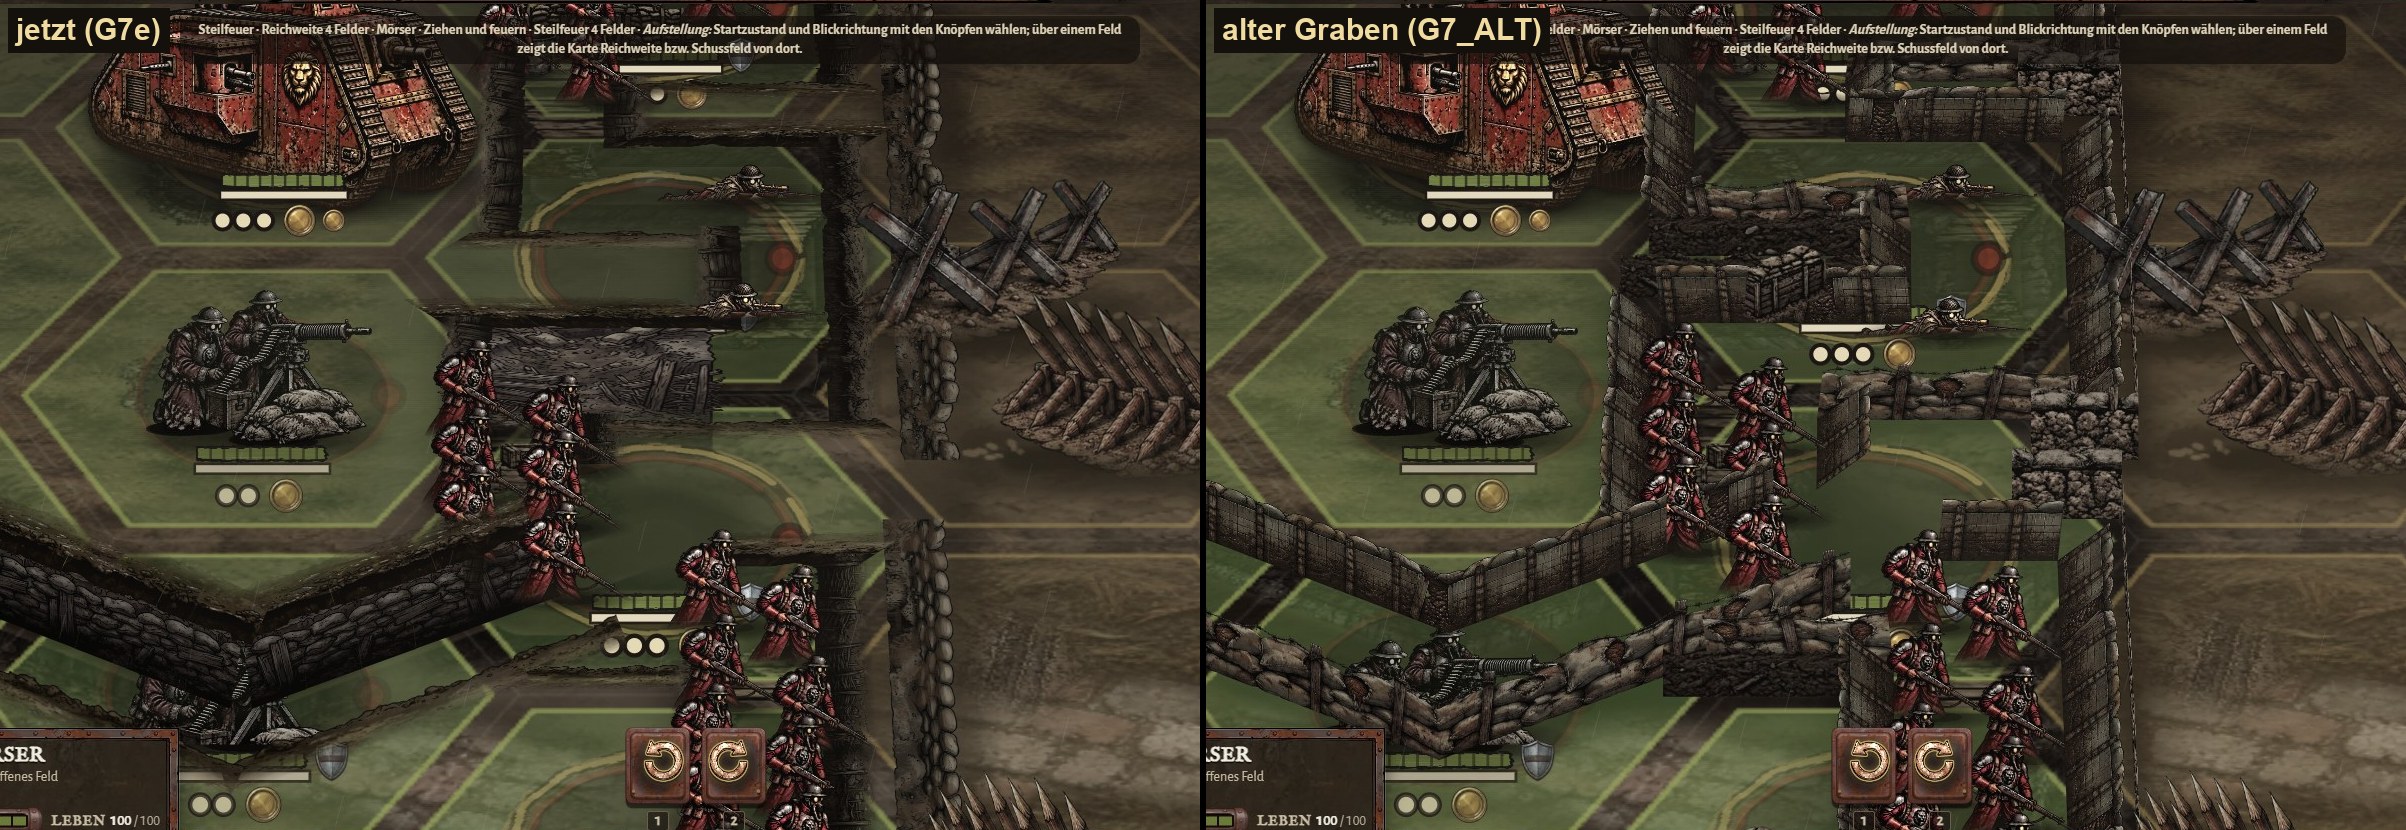 jetzt (G7e)
Steilfeuer · Reichweite 4 Felder · Mörser · Ziehen und feuern · Steilfeuer 4 Felder · Aufstellung: Startzustand und Blickrichtung mit den Knöpfen wählen; über einem Feld
zeigt die Karte Reichweite bzw. Schussfeld von dort.
RSER
ffenes Feld
LEBEN 100/100
1
2
alter Graben (G7_ALT)
elder · Mörser · Ziehen und feuern · Steilfeuer 4 Felder · Aufstellung: Startzustand und Blickrichtung mit den Knöpfen wählen; über einem Feld
zeigt die Karte Reichweite bzw. Schussfeld von dort.
RSER
ffenes Feld
LEBEN 100/100
1
2